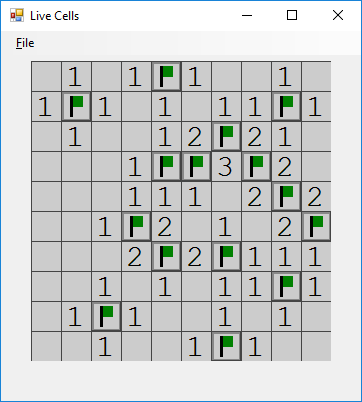 Live Cells
File
1 1 1 1
1 1 1 1 1 1
1 1 2 2 1
1 3 2
1 1 1 2 2
1 2 1 2
2 2 1 1 1
1 1 1 1 1
1 1 1 1
1 1 1